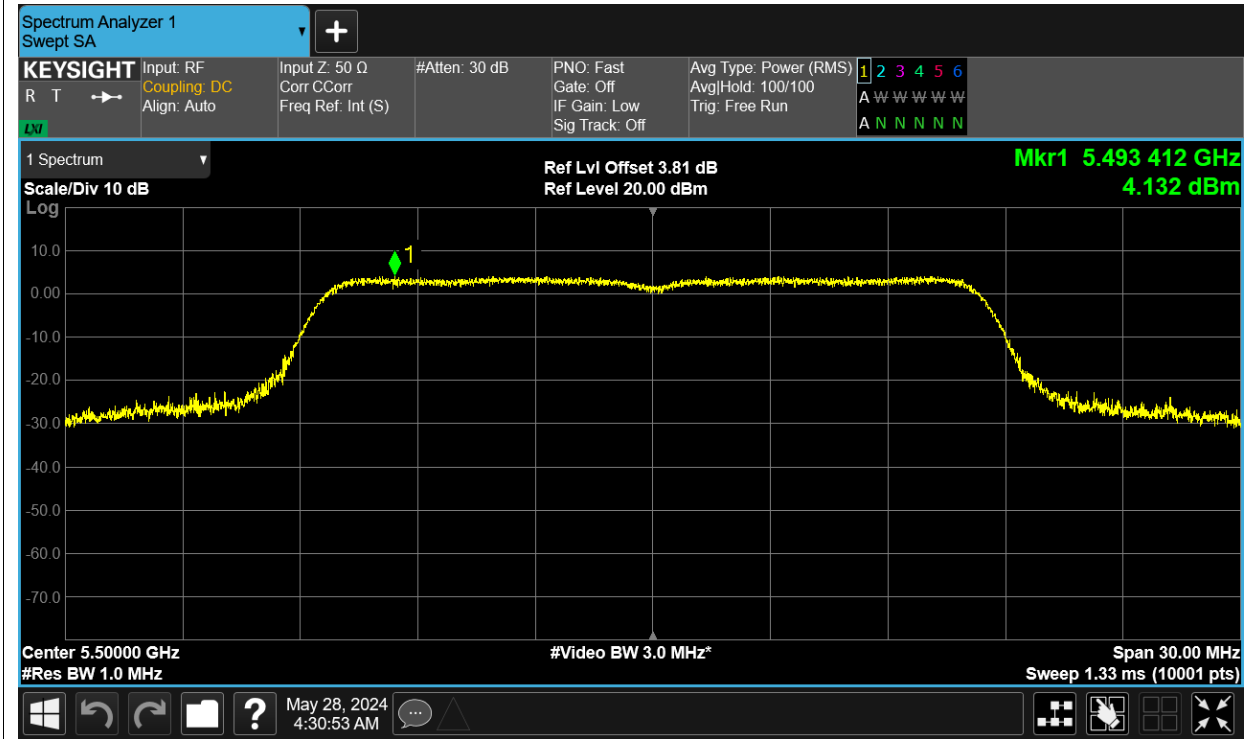 Spectrum Analyzer 1
Swept SA
KEYSIGHT
R T
LXI
Input: RF
Coupling: DC
Align: Auto
Input Z: 50 Ω
Corr CCorr
Freq Ref: Int (S)
#Atten: 30 dB
PNO: Fast
Gate: Off
IF Gain: Low
Sig Track: Off
Avg Type: Power (RMS)
Avg|Hold: 100/100
Trig: Free Run
1 2 3 4 5 6
A W W W W W
A N N N N N
1 Spectrum
Scale/Div 10 dB
Log
Ref Lvl Offset 3.81 dB
Ref Level 20.00 dBm
Mkr1 5.493 412 GHz
4.132 dBm
1
10.0
0.00
-10.0
-20.0
-30.0
-40.0
-50.0
-60.0
-70.0
Center 5.50000 GHz
#Res BW 1.0 MHz
#Video BW 3.0 MHz*
Span 30.00 MHz
Sweep 1.33 ms (10001 pts)
?
May 28, 2024
4:30:53 AM